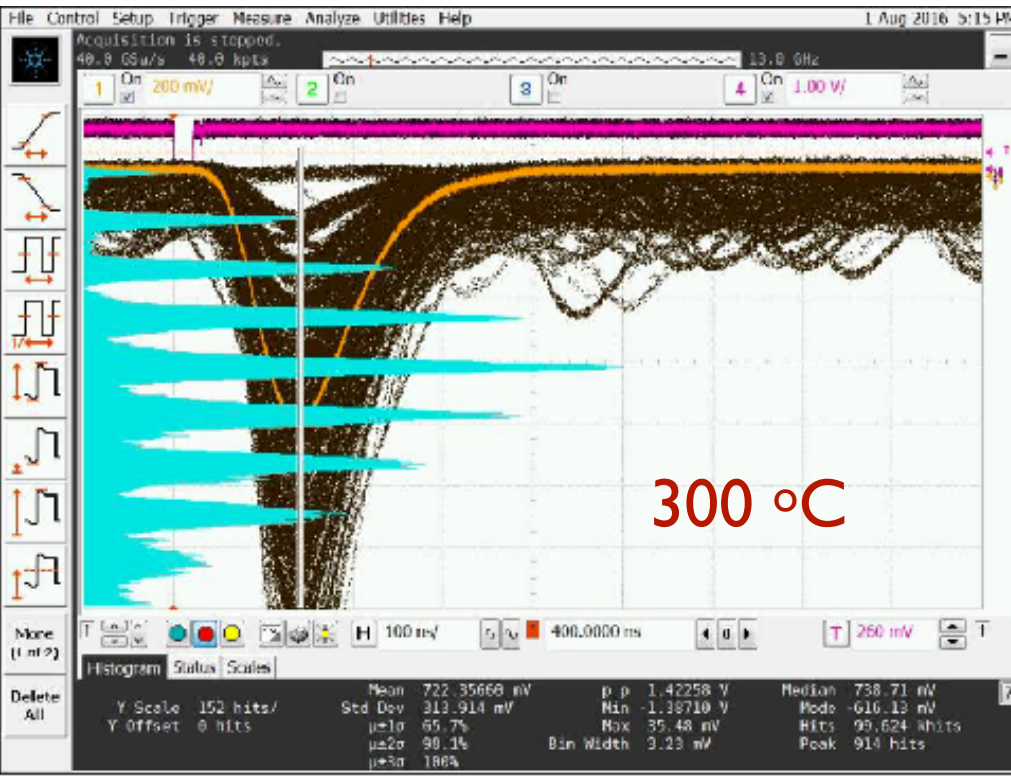 File Control Setup Trigger Measure Analyze Utilities Help 1 Aug 2016 5:15 PM
Acquisition is stopped.
40.0 GSa/s 40.0 kpts 13.0 GHz
1 On 200 mV/ 2 On 3 On 4 On 1.00 V/
T
300 °C
1/
More
(1 of 2)
Delete
All
T H 100 ns/ 400.0000 ns 0 T 260 mV
Histogram Status Scales
Mean 722.35660 mV p p 1.42258 V Median 738.71 mV
Y Scale 152 hits/ Std Dev 313.914 mV Min -1.38710 V Mode -616.13 mV
Y Offset 0 hits µ±1σ 65.7% Max 35.48 mV Hits 99.624 khits
µ±2σ 98.1% Bin Width 3.23 mV Peak 914 hits
µ±3σ 100%